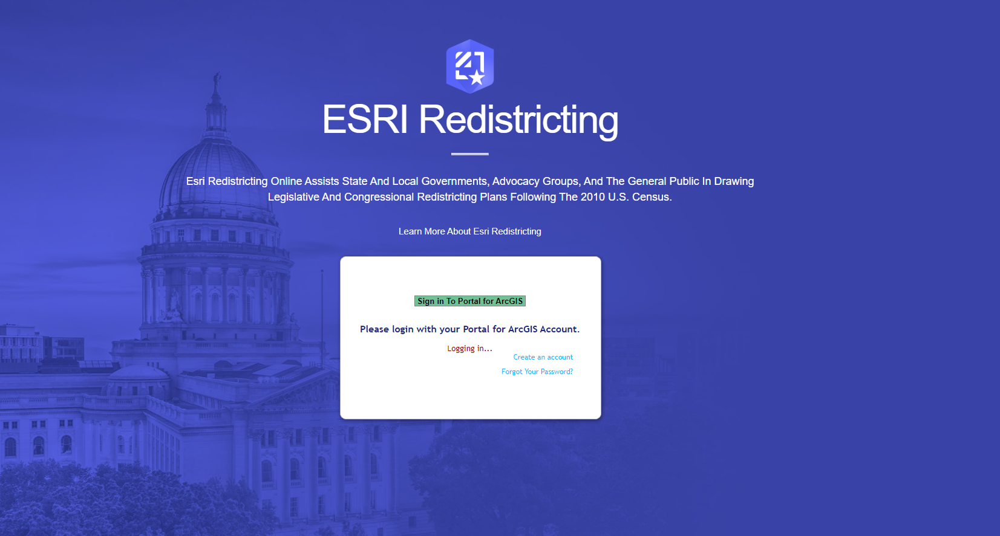 ESRI Redistricting
Esri Redistricting Online Assists State And Local Governments, Advocacy Groups, And The General Public In Drawing
Legislative And Congressional Redistricting Plans Following The 2010 U.S. Census.
Learn More About Esri Redistricting
Sign in To Portal for ArcGIS
Please login with your Portal for ArcGIS Account.
Logging in...
Create an account
Forgot Your Password?